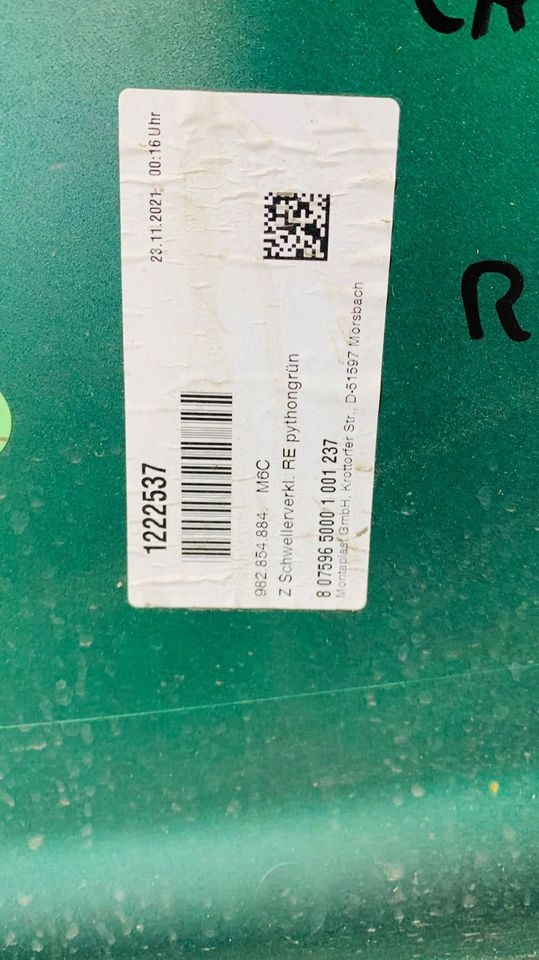 1222537
23.11.2021 00:16 Uhr
982.854.884. M6C
Z Schwellerverkl. RE pythongrün
8 07596 5000 1 001 237
Montaplast GmbH, Krottorfer Str., D-51597 Morsbach
R